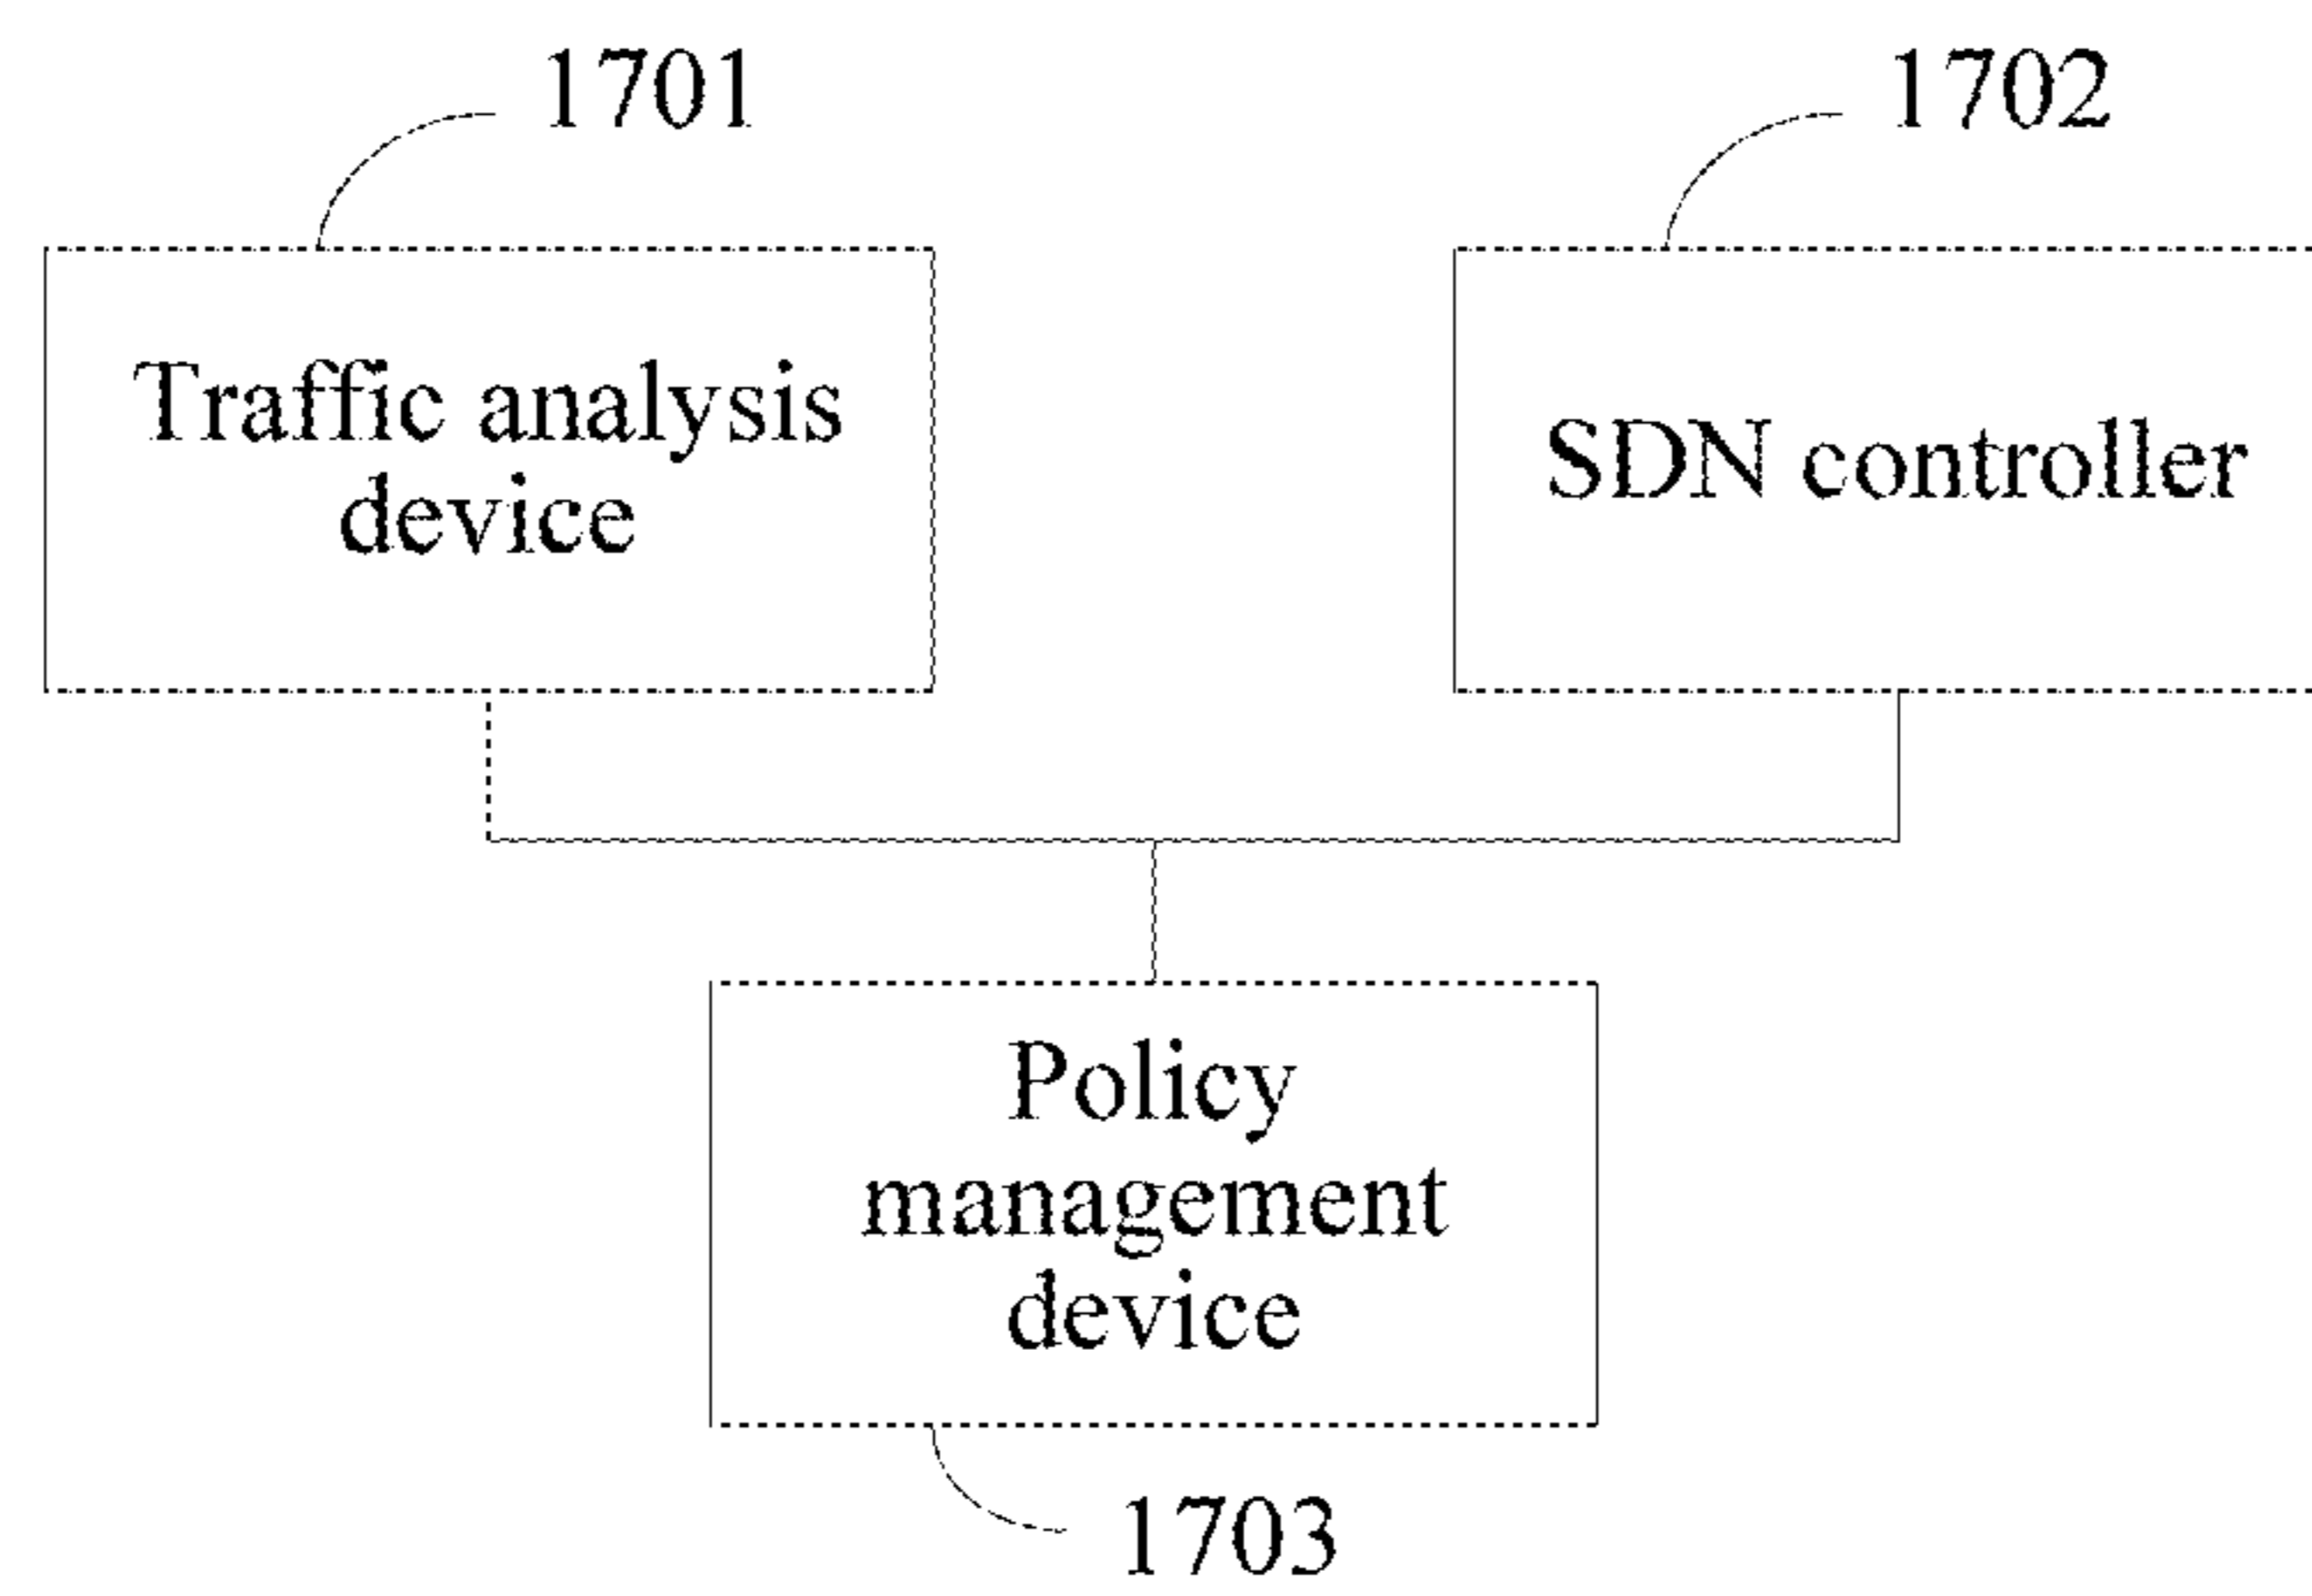 1701
1702
Traffic analysis
device
SDN controller
Policy
management
device
1703